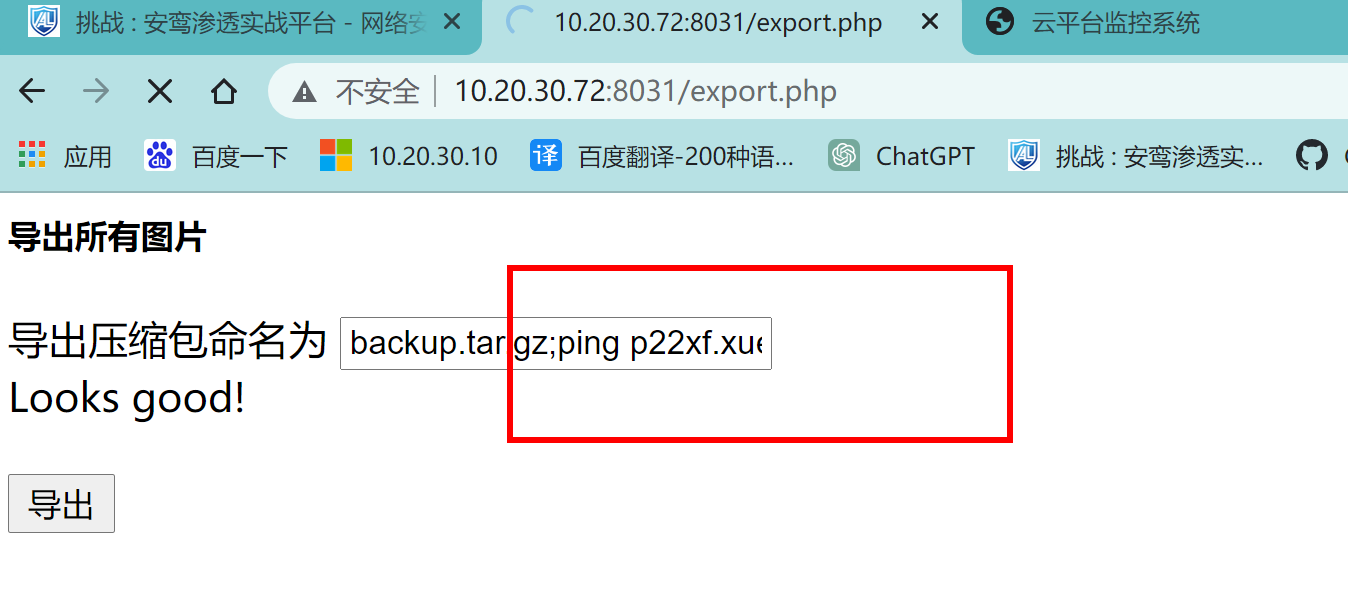 挑战 : 安鸾渗透实战平台 - 网络安
10.20.30.72:8031/export.php
云平台监控系统
不安全
10.20.30.72:8031/export.php
应用
du
百度一下
10.20.30.10
译
百度翻译-200种语...
ChatGPT
挑战 : 安鸾渗透实...
导出所有图片
导出压缩包命名为 backup.tar.gz;ping p22xf.xue
Looks good!
导出